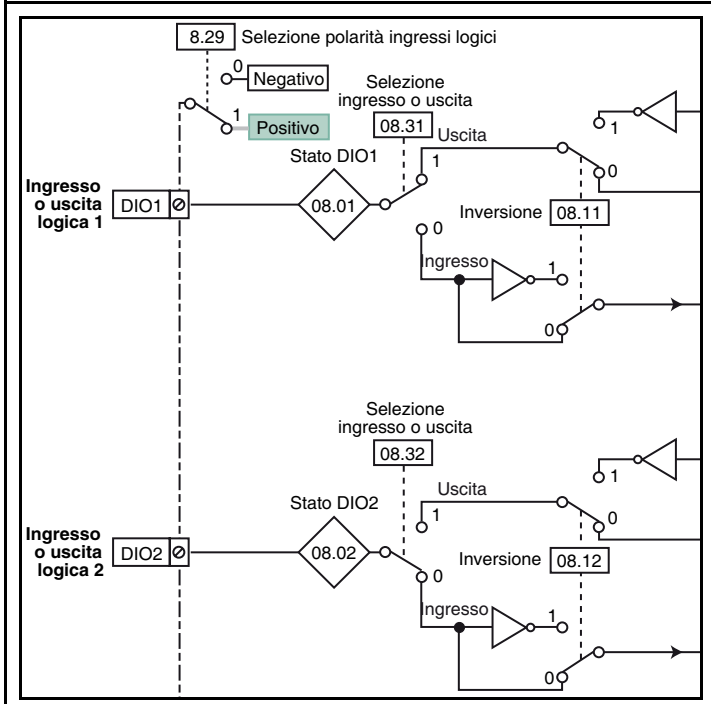 8.29 Selezione polarità ingressi logici
0
Negativo
1
Positivo
Selezione
ingresso o uscita
08.31
Uscita
1
1
0
Stato DIO1
Ingresso
o uscita
logica 1
DIO1
08.01
Inversione 08.11
0
Ingresso
1
0
Selezione
ingresso o uscita
08.32
Uscita
1
1
0
Stato DIO2
Ingresso
o uscita
logica 2
DIO2
08.02
Inversione 08.12
0
Ingresso
1
0